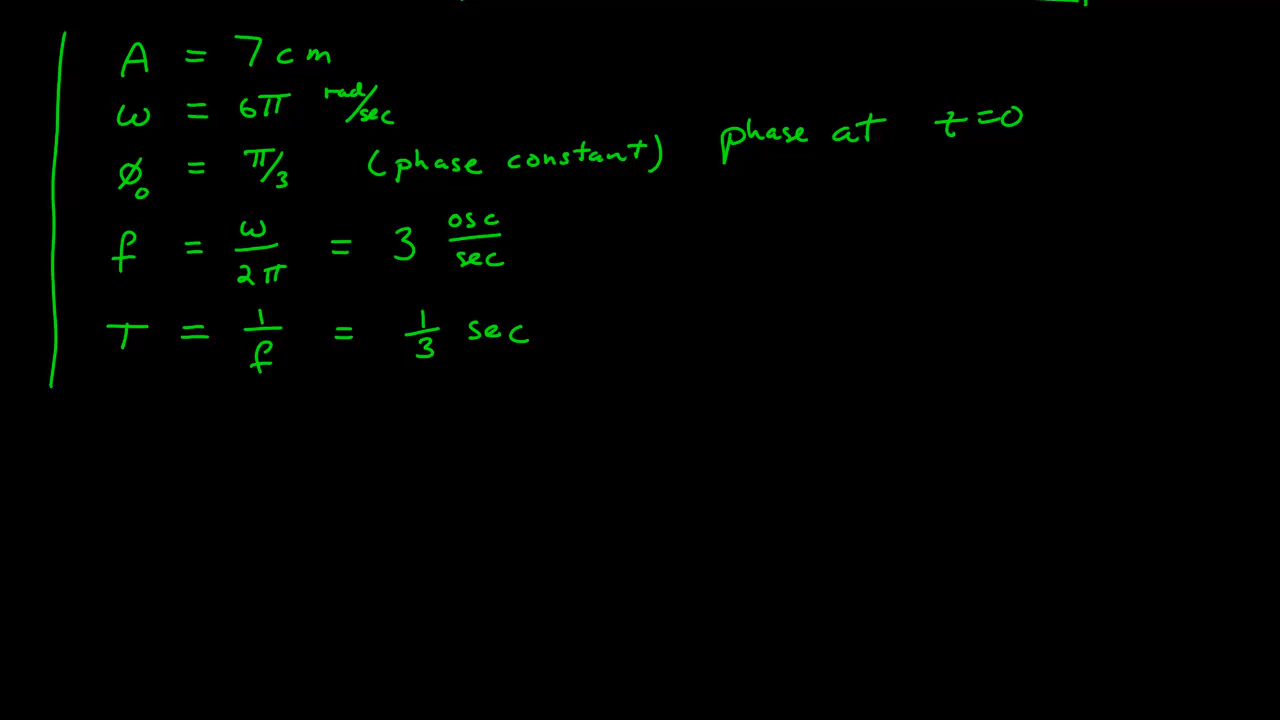 A = 7 cm
ω = 6π rad/sec
ϕ₀ = π/3 (phase constant) phase at t=0
f = ω/2π = 3 osc/sec
T = 1/f = 1/3 sec